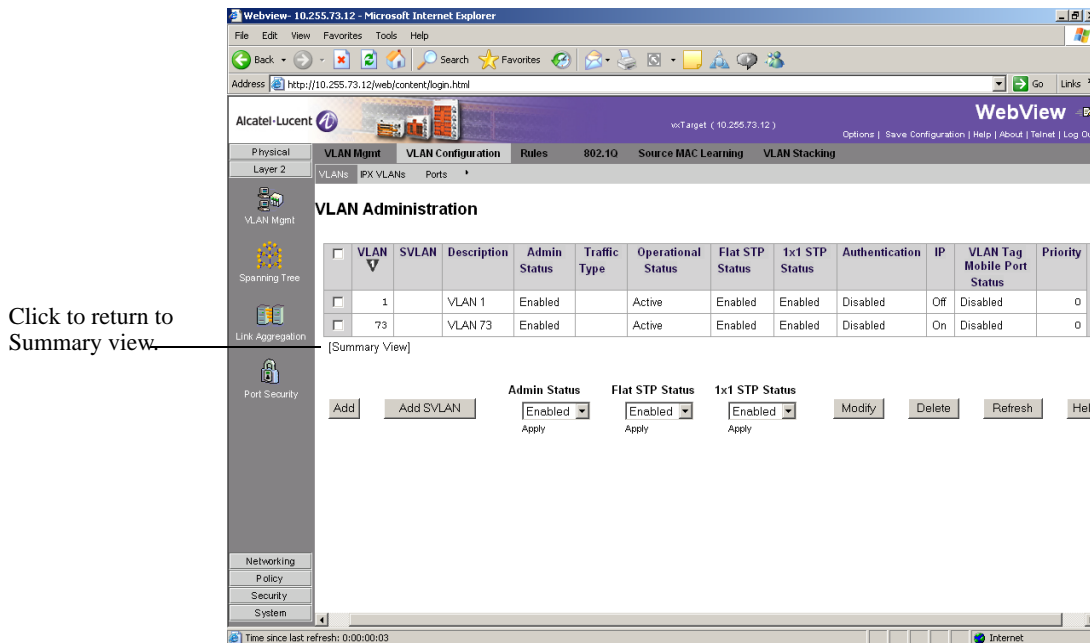 Webview- 10.255.73.12 - Microsoft Internet Explorer
File Edit View Favorites Tools Help
Back Search Favorites
Address http://10.255.73.12/web/content/login.html Go Links
Alcatel·Lucent vxTarget ( 10.255.73.12 ) WebView
Options | Save Configuration | Help | About | Telnet | Log Ou
Physical VLAN Mgmt VLAN Configuration Rules 802.1Q Source MAC Learning VLAN Stacking
Layer 2 VLANs IPX VLANs Ports
VLAN Mgmt
Spanning Tree
Link Aggregation
Port Security
VLAN Administration
VLAN SVLAN Description Admin Status Traffic Type Operational Status Flat STP Status 1x1 STP Status Authentication IP VLAN Tag Mobile Port Status Priority
1 VLAN 1 Enabled Active Enabled Enabled Disabled Off Disabled 0
73 VLAN 73 Enabled Active Enabled Enabled Disabled On Disabled 0
Click to return to
Summary view.
[Summary View]
Admin Status Flat STP Status 1x1 STP Status
Add Add SVLAN Enabled Enabled Enabled Modify Delete Refresh Hel
Apply Apply Apply
Networking
Policy
Security
System
Time since last refresh: 0:00:00:03 Internet